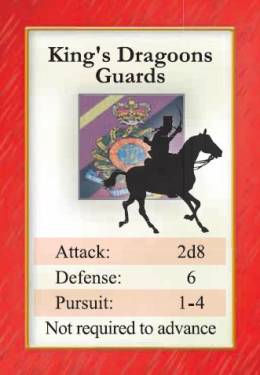 King's Dragoons
Guards
Attack: 2d8
Defense: 6
Pursuit: 1-4
Not required to advance